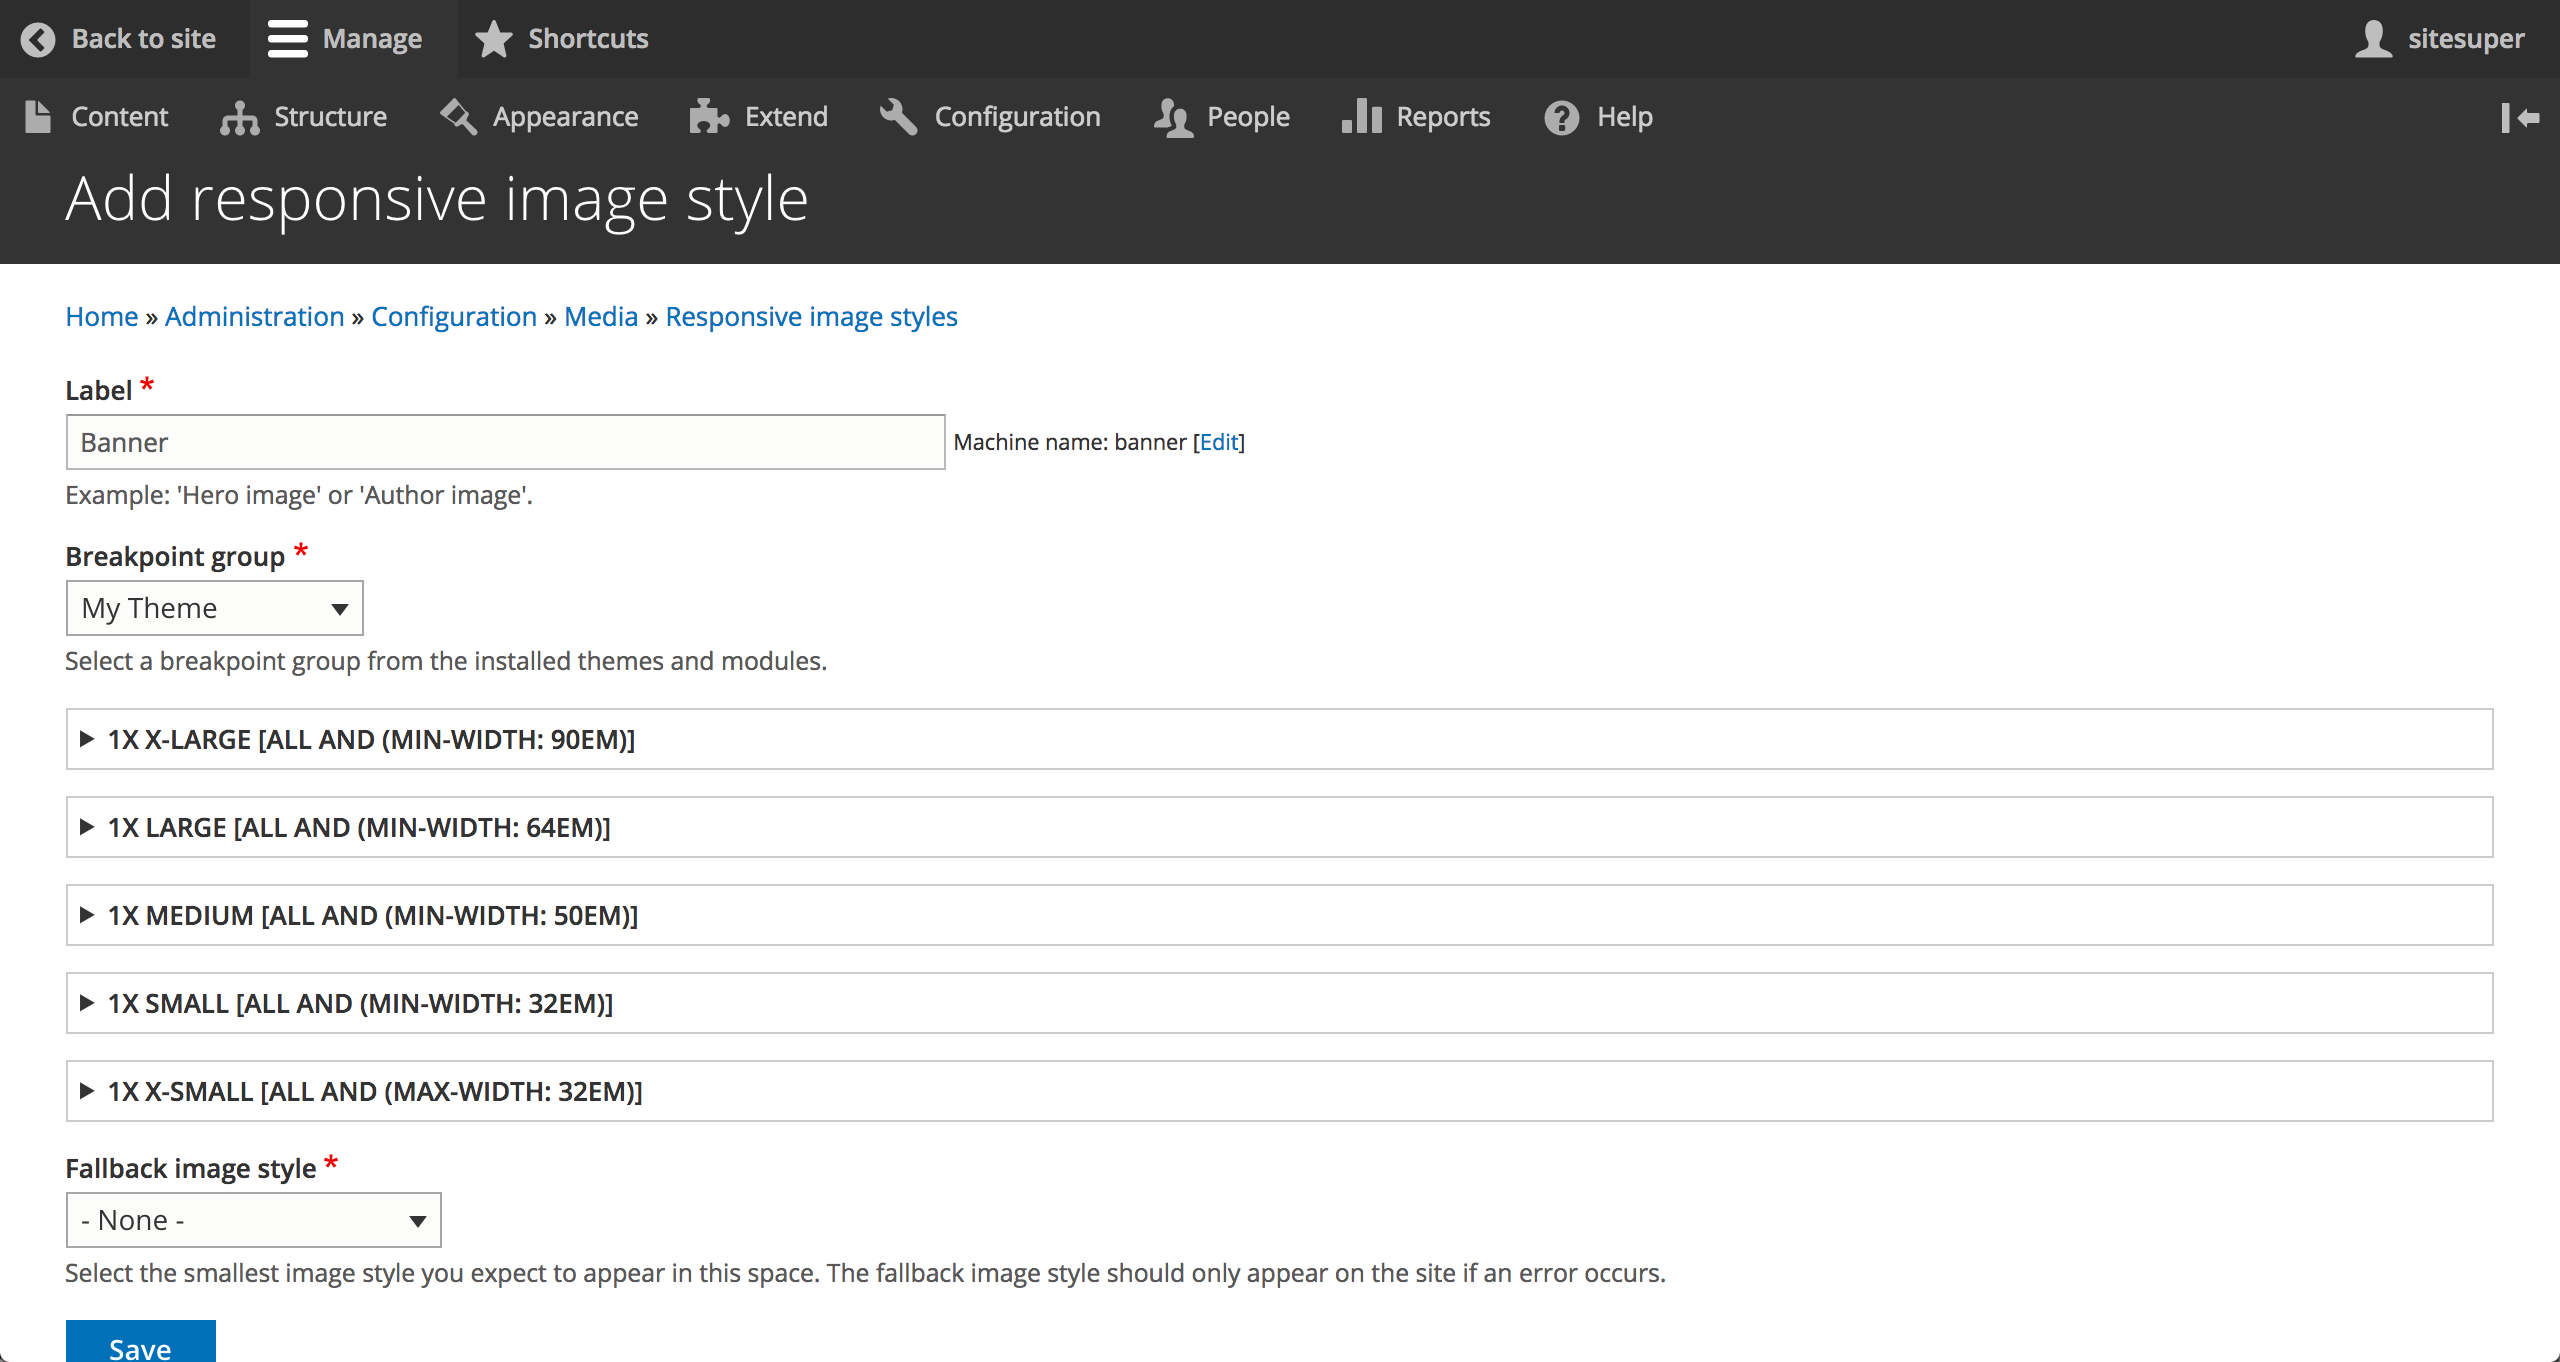 Back to site Manage Shortcuts sitesuper
Content Structure Appearance Extend Configuration People Reports Help
Add responsive image style
Home » Administration » Configuration » Media » Responsive image styles
Label *
Banner Machine name: banner [Edit]
Example: 'Hero image' or 'Author image'.
Breakpoint group *
My Theme
Select a breakpoint group from the installed themes and modules.
1X X-LARGE [ALL AND (MIN-WIDTH: 90EM)]
1X LARGE [ALL AND (MIN-WIDTH: 64EM)]
1X MEDIUM [ALL AND (MIN-WIDTH: 50EM)]
1X SMALL [ALL AND (MIN-WIDTH: 32EM)]
1X X-SMALL [ALL AND (MAX-WIDTH: 32EM)]
Fallback image style *
- None -
Select the smallest image style you expect to appear in this space. The fallback image style should only appear on the site if an error occurs.
Save